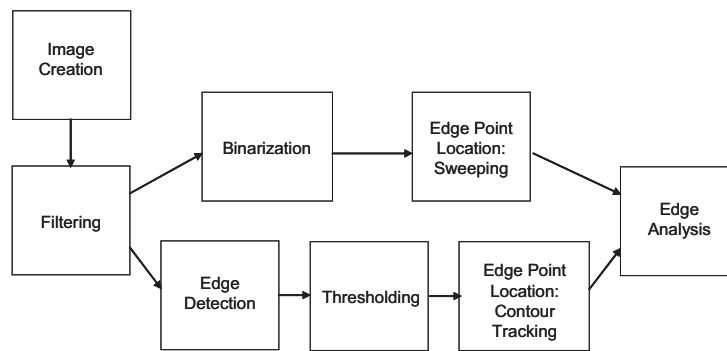 Image
Creation
Filtering
Binarization
Edge Point
Location:
Sweeping
Edge
Detection
Thresholding
Edge Point
Location:
Contour
Tracking
Edge
Analysis